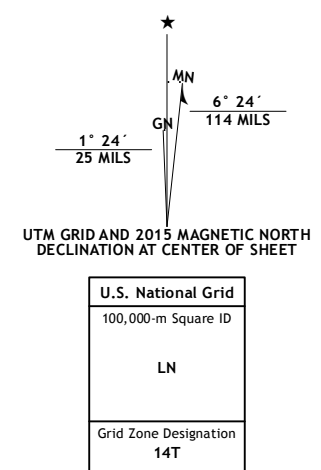 ★
MN
GN
6° 24´
114 MILS
1° 24´
25 MILS
UTM GRID AND 2015 MAGNETIC NORTH
DECLINATION AT CENTER OF SHEET
U.S. National Grid
100,000-m Square ID
LN
Grid Zone Designation
14T